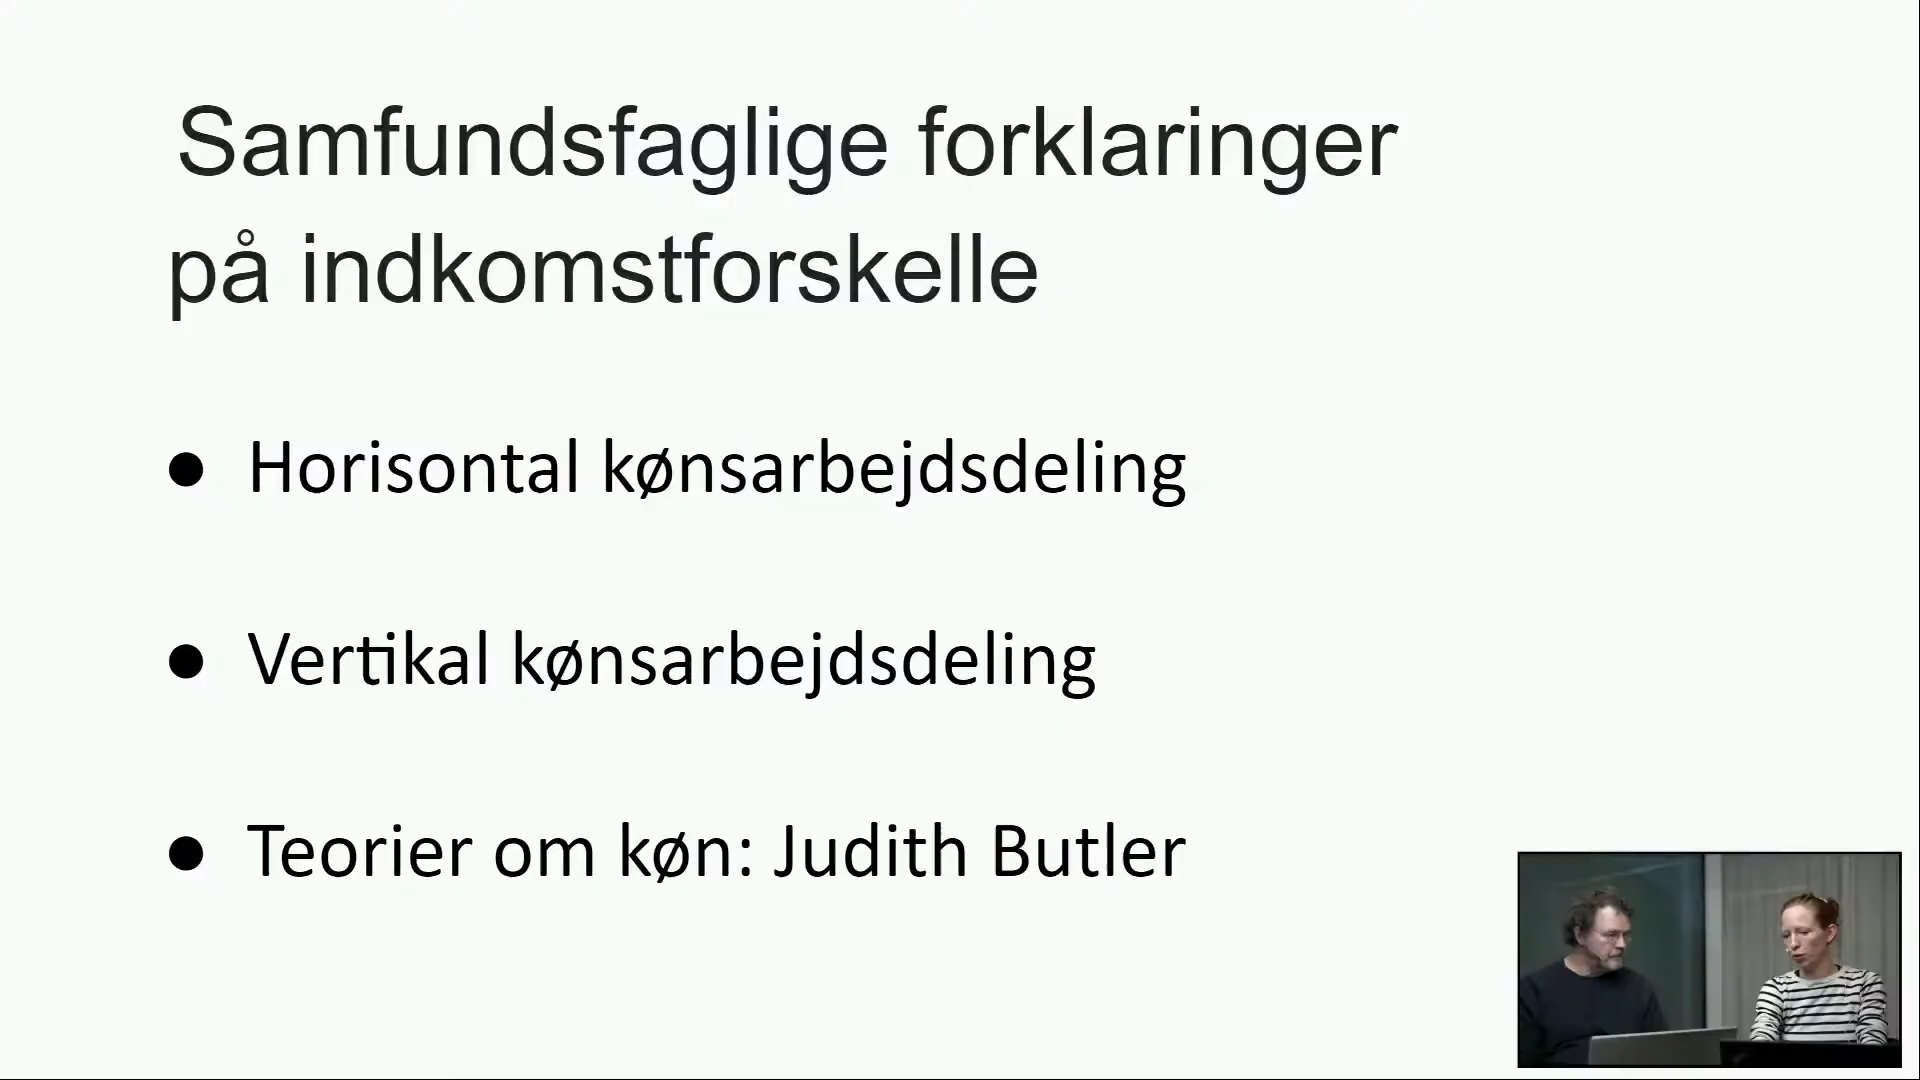 Samfundsfaglige forklaringer
på indkomstforskelle
● Horisontal kønsarbejdsdeling
● Vertikal kønsarbejdsdeling
● Teorier om køn: Judith Butler